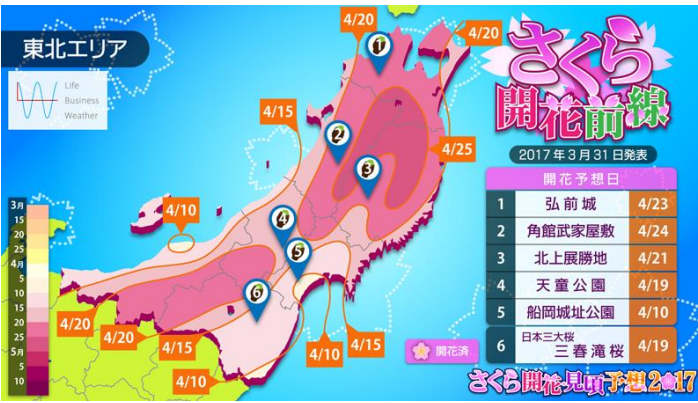 東北エリア
Life
Business
Weather
3月
15
20
25
4月
5
10
15
20
25
5月
5
10
4/20
4/20
4/15
4/25
4/10
4/20
4/20
4/15
4/10
4/10
4/15
1
2
3
4
5
6
開花済
さくら
開花前線
2017年3月31日発表
開花予想日
1 弘前城 4/23
2 角館武家屋敷 4/24
3 北上展勝地 4/21
4 天童公園 4/19
5 船岡城址公園 4/10
6 日本三大桜
三春滝桜 4/19
さくら開花見頃予想2017